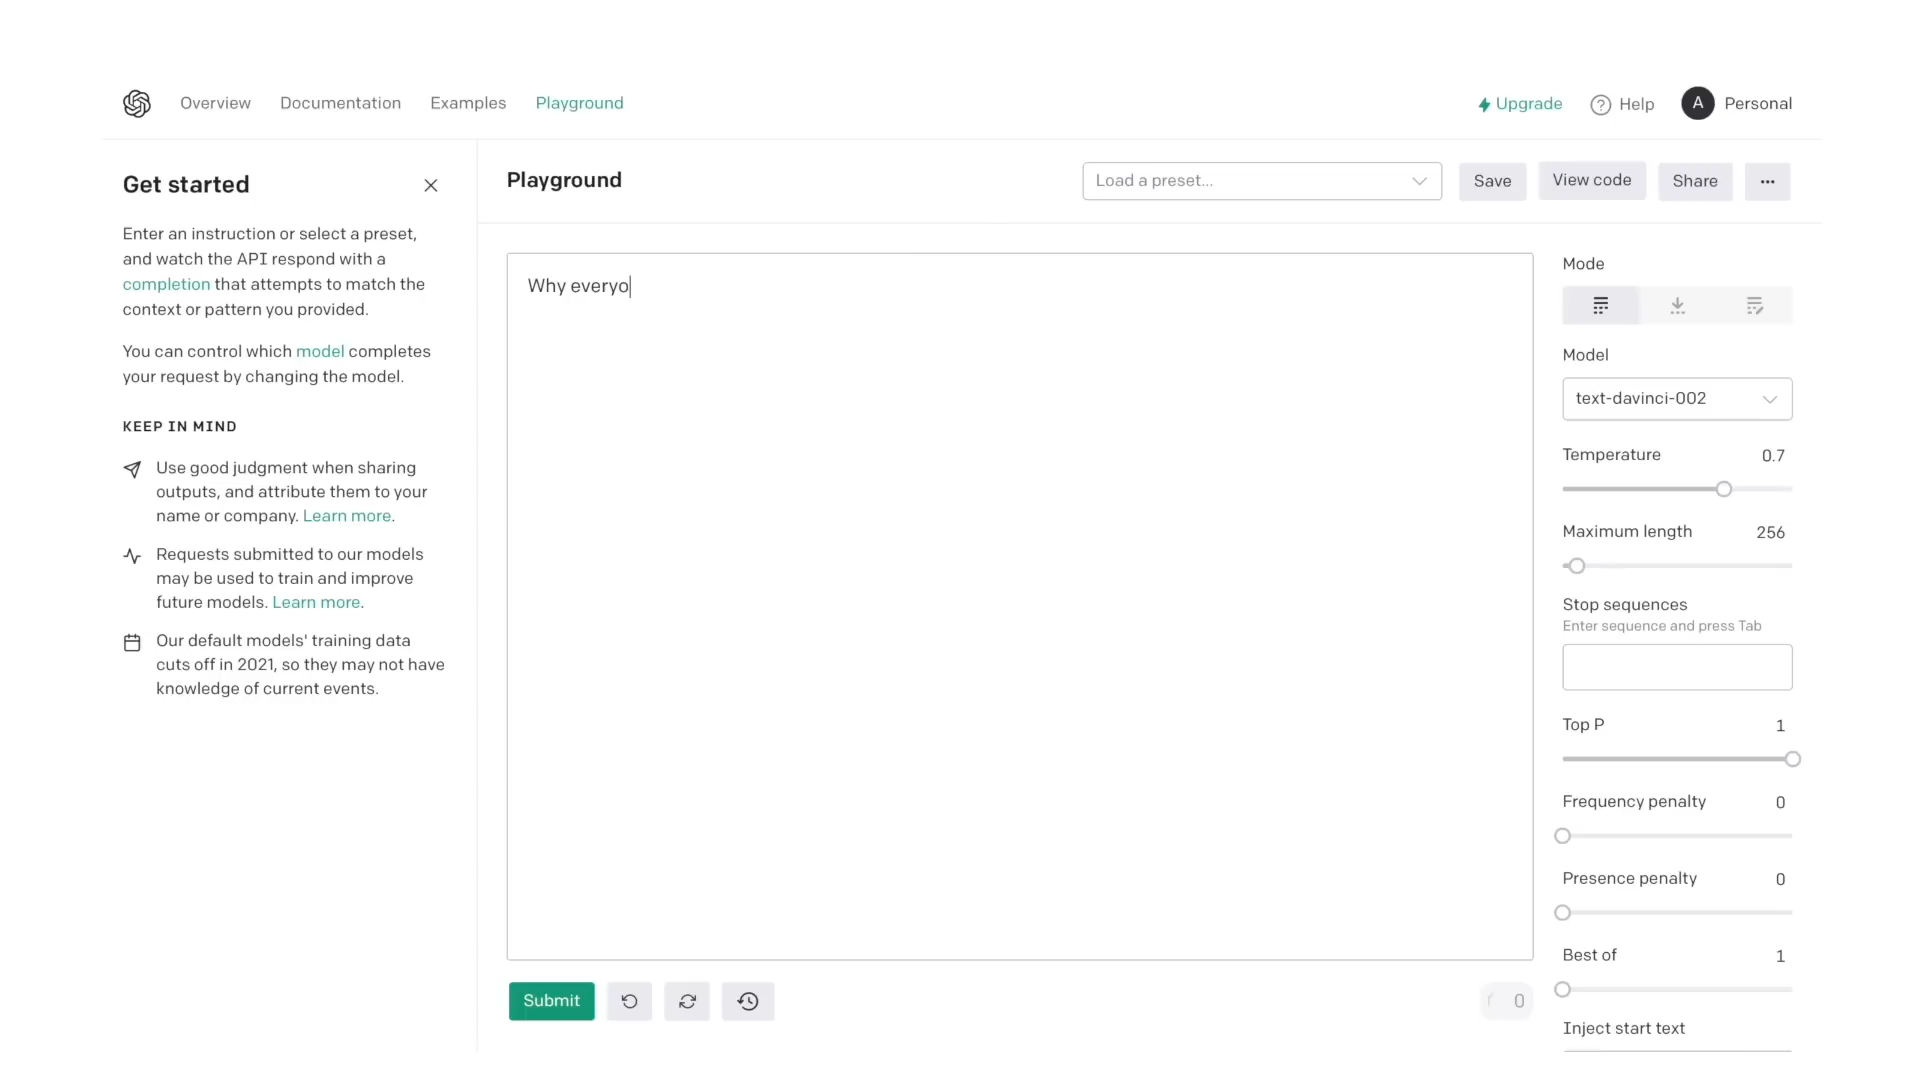 Overview Documentation Examples Playground Upgrade Help A Personal
Get started
Enter an instruction or select a preset,
and watch the API respond with a
completion that attempts to match the
context or pattern you provided.
You can control which model completes
your request by changing the model.
KEEP IN MIND
Use good judgment when sharing
outputs, and attribute them to your
name or company. Learn more.
Requests submitted to our models
may be used to train and improve
future models. Learn more.
Our default models' training data
cuts off in 2021, so they may not have
knowledge of current events.
Playground Load a preset... Save View code Share ...
Why everyo
Submit 0
Mode
Model
text-davinci-002
Temperature 0.7
Maximum length 256
Stop sequences
Enter sequence and press Tab
Top P 1
Frequency penalty 0
Presence penalty 0
Best of 1
Inject start text